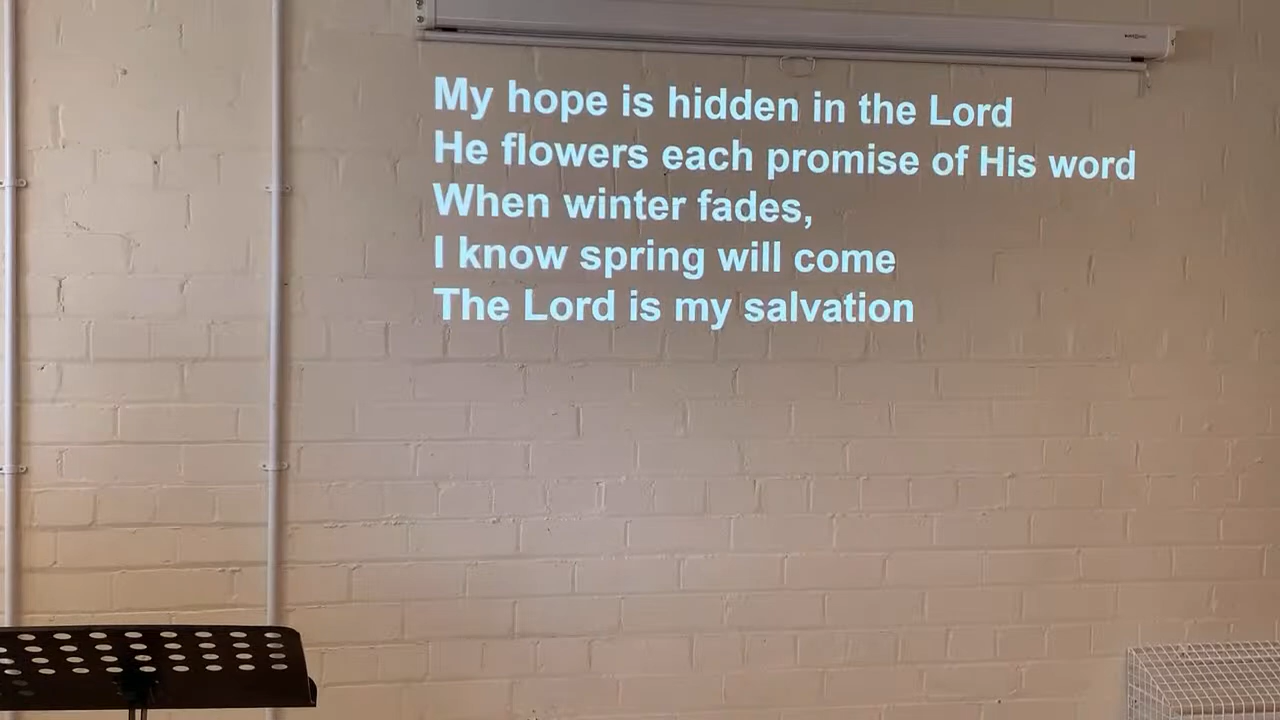 My hope is hidden in the Lord
He flowers each promise of His word
When winter fades,
I know spring will come
The Lord is my salvation